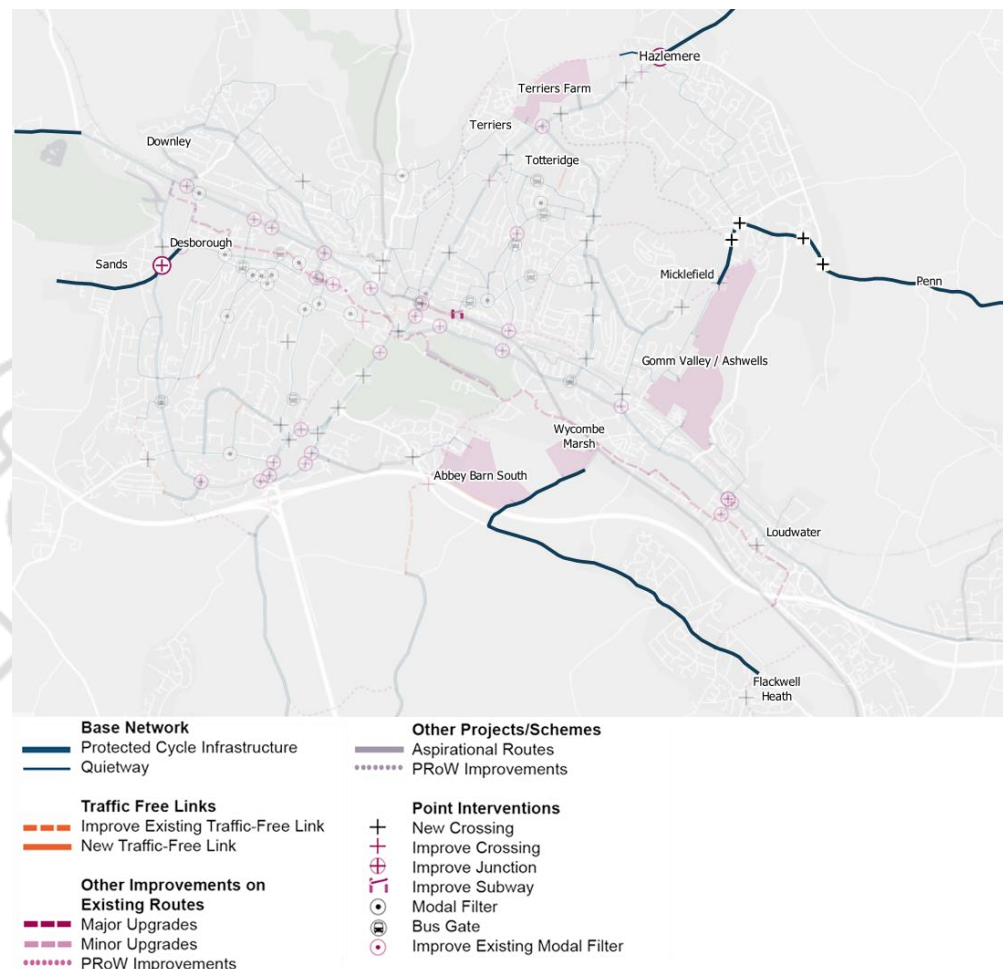 Hazlemere
Terriers Farm
Terriers
Downley
Totteridge
Desborough
Sands
Micklefield
Penn
Gomm Valley / Ashwells
Wycombe
Marsh
Abbey Barn South
Loudwater
Flackwell
Heath
Base Network
Protected Cycle Infrastructure
Quietway
Traffic Free Links
Improve Existing Traffic-Free Link
New Traffic-Free Link
Other Improvements on
Existing Routes
Major Upgrades
Minor Upgrades
PRoW Improvements
Other Projects/Schemes
Aspirational Routes
PRoW Improvements
Point Interventions
New Crossing
Improve Crossing
Improve Junction
Improve Subway
Modal Filter
Bus Gate
Improve Existing Modal Filter